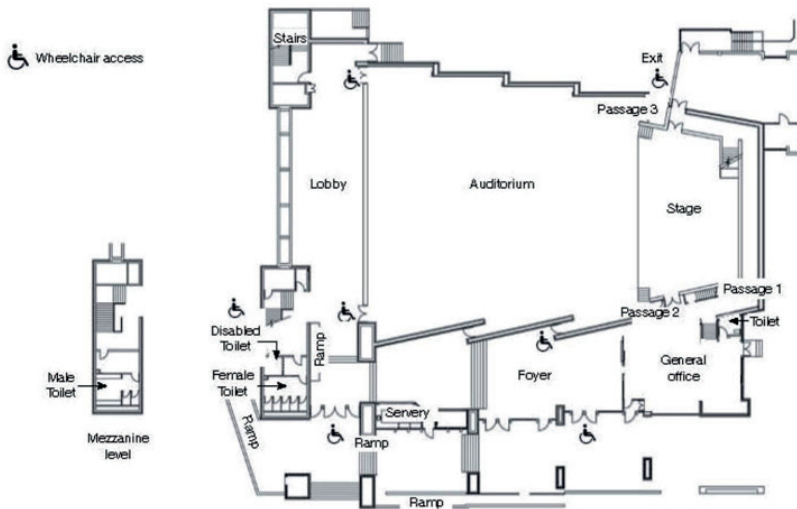 Stairs
Wheelchair access
Exit
Passage 3
Lobby
Auditorium
Stage
Passage 1
Passage 2
Toilet
Disabled
Toilet
Ramp
General
office
Foyer
Male
Toilet
Female
Toilet
Servery
Ramp
Ramp
Mezzanine
level
Ramp